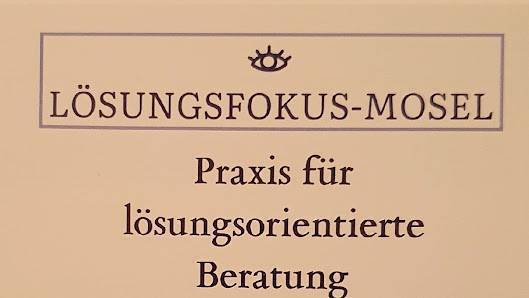 LÖSUNGSFOKUS-MOSEL
Praxis für
lösungsorientierte
Beratung